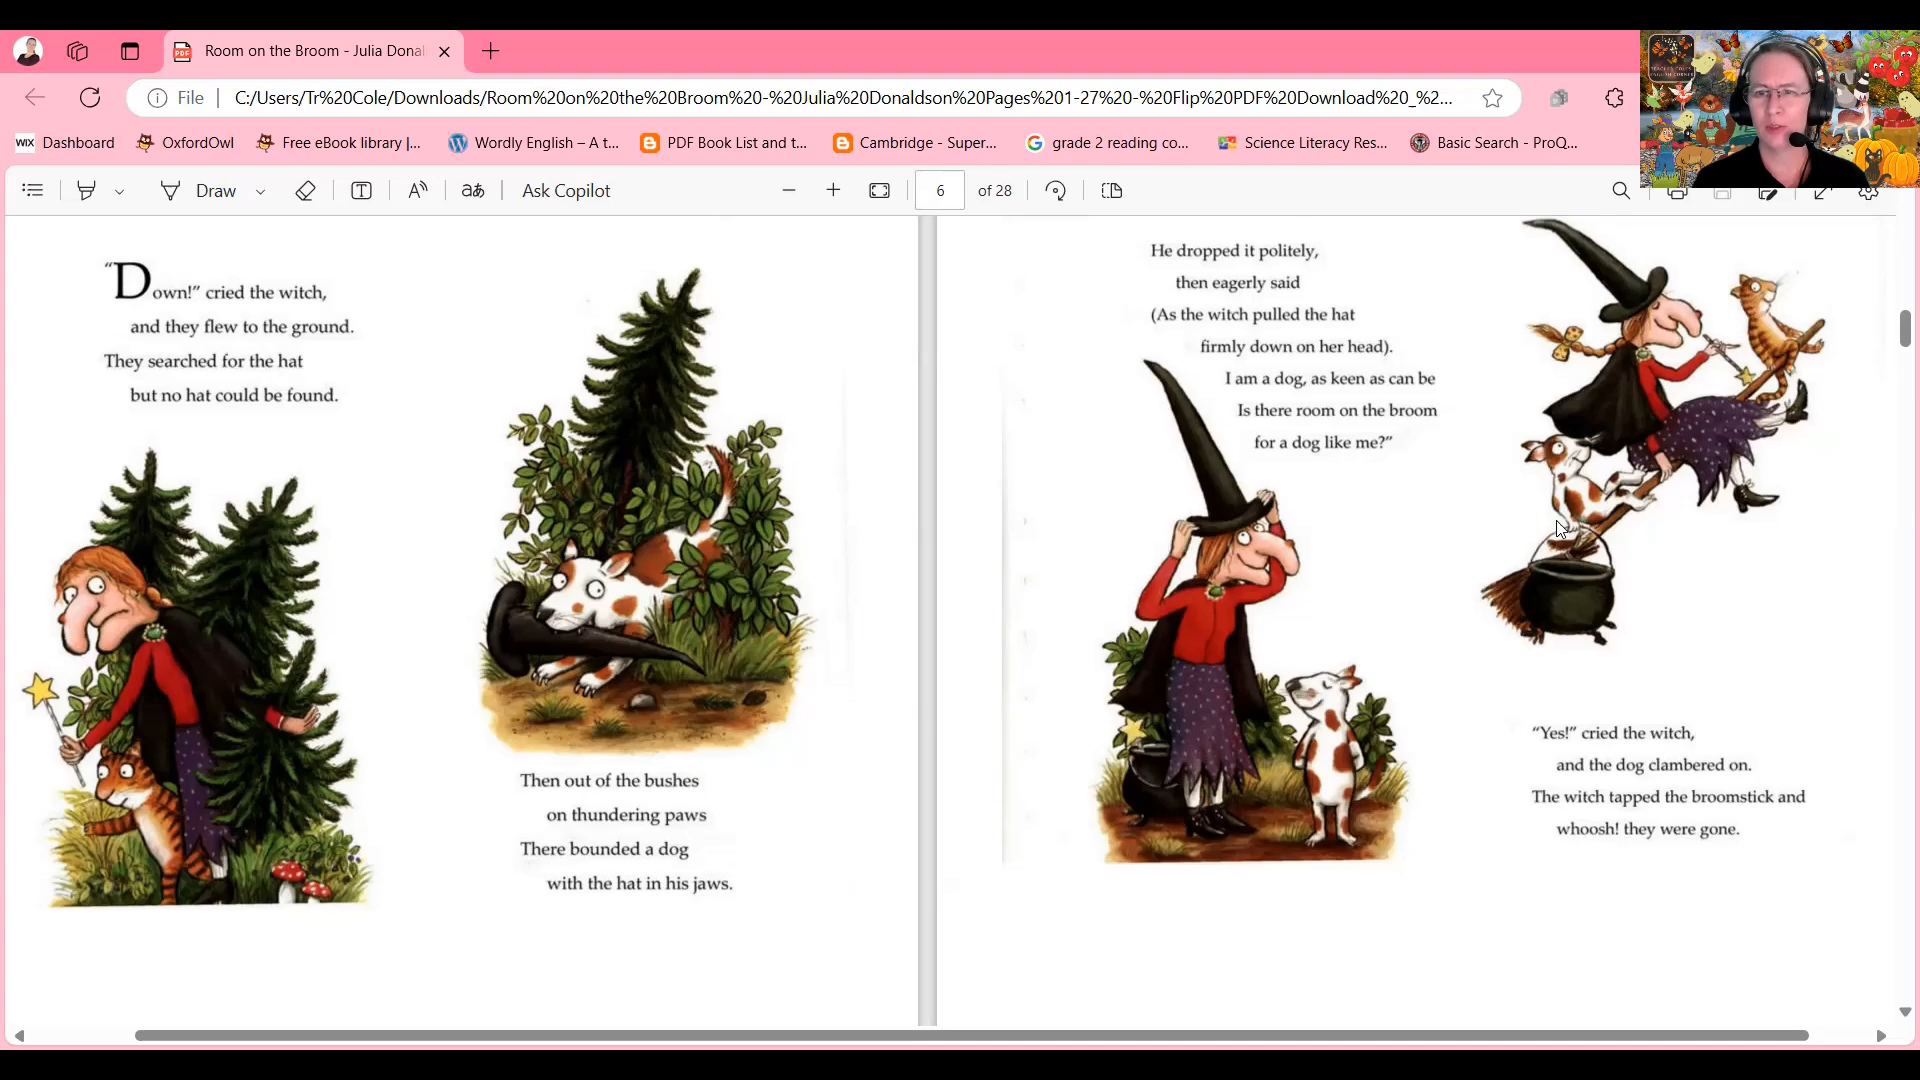 Room on the Broom - Julia Donal
File
C:/Users/Tr%20Cole/Downloads/Room%20on%20the%20Broom%20-%20Julia%20Donaldson%20Pages%201-27%20-%20Flip%20PDF%20Download%20_%2...
WIX Dashboard
OxfordOwl
Free eBook library |...
Wordly English – A t...
PDF Book List and t...
Cambridge - Super...
grade 2 reading co...
Science Literacy Res...
Basic Search - ProQ...
Draw
Ask Copilot
6 of 28
“Down!” cried the witch,
and they flew to the ground.
They searched for the hat
but no hat could be found.
Then out of the bushes
on thundering paws
There bounded a dog
with the hat in his jaws.
He dropped it politely,
then eagerly said
(As the witch pulled the hat
firmly down on her head).
I am a dog, as keen as can be
Is there room on the broom
for a dog like me?”
“Yes!” cried the witch,
and the dog clambered on.
The witch tapped the broomstick and
whoosh! they were gone.